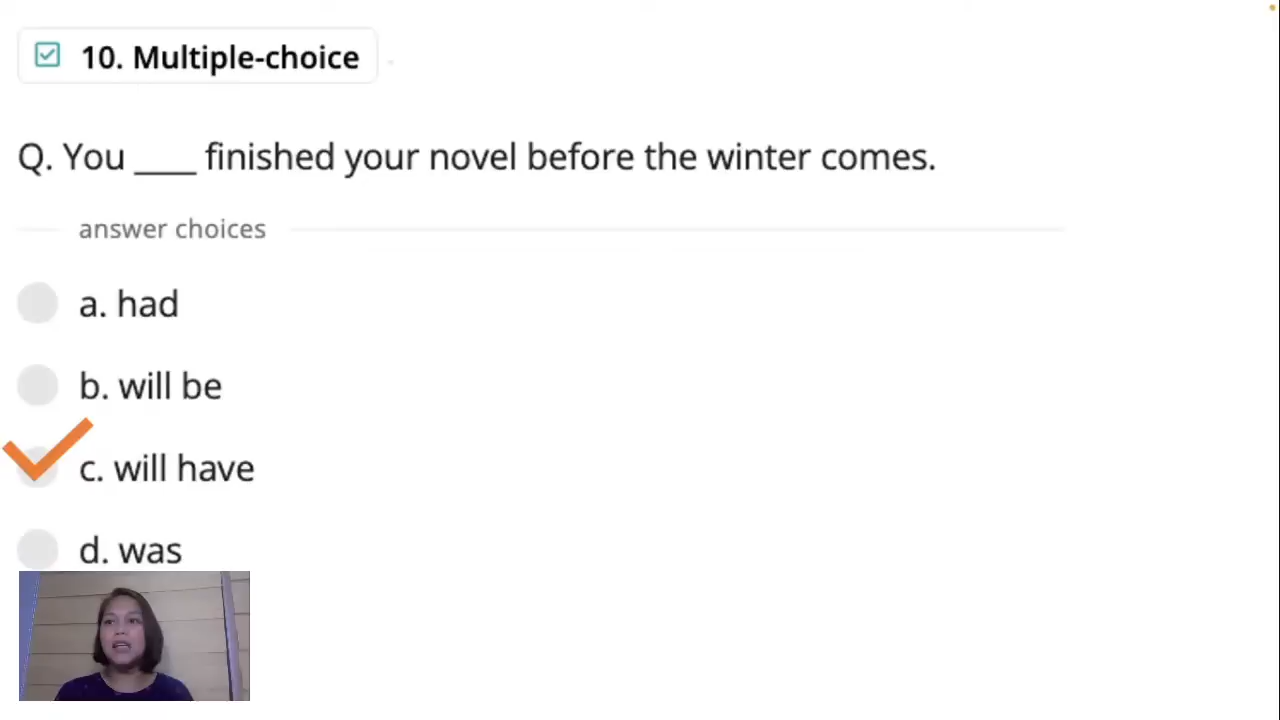 10. Multiple-choice
Q. You ____ finished your novel before the winter comes.
answer choices
a. had
b. will be
c. will have
d. was